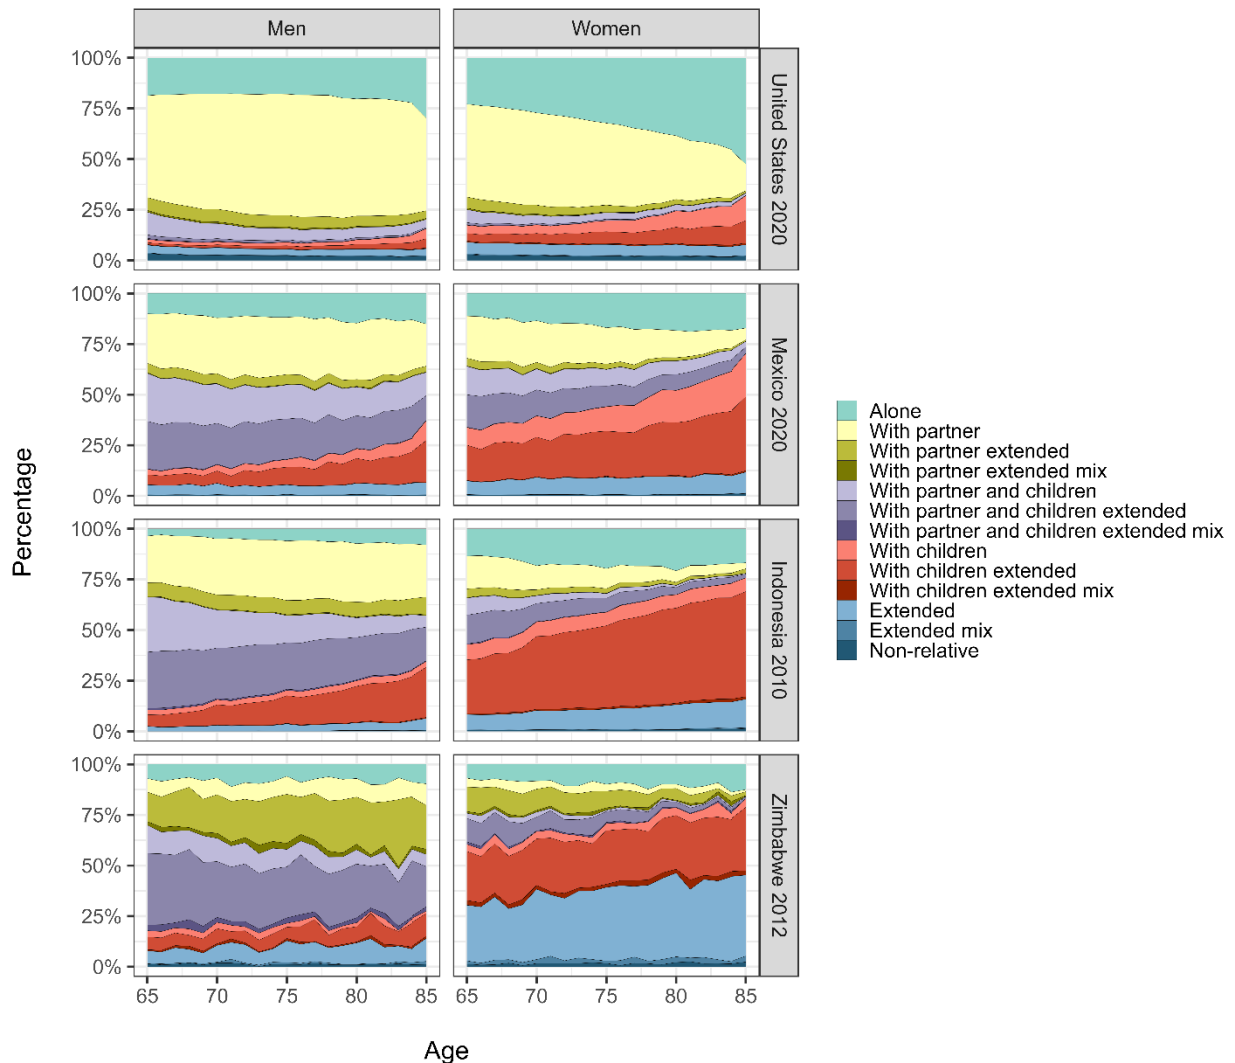 Men
Women
100%
75%
50%
25%
0%
United States 2020
100%
75%
50%
25%
0%
Mexico 2020
100%
75%
50%
25%
0%
Indonesia 2010
100%
75%
50%
25%
0%
Zimbabwe 2012
65 70 75 80 85
65 70 75 80 85
Age
Percentage
Alone
With partner
With partner extended
With partner extended mix
With partner and children
With partner and children extended
With partner and children extended mix
With children
With children extended
With children extended mix
Extended
Extended mix
Non-relative